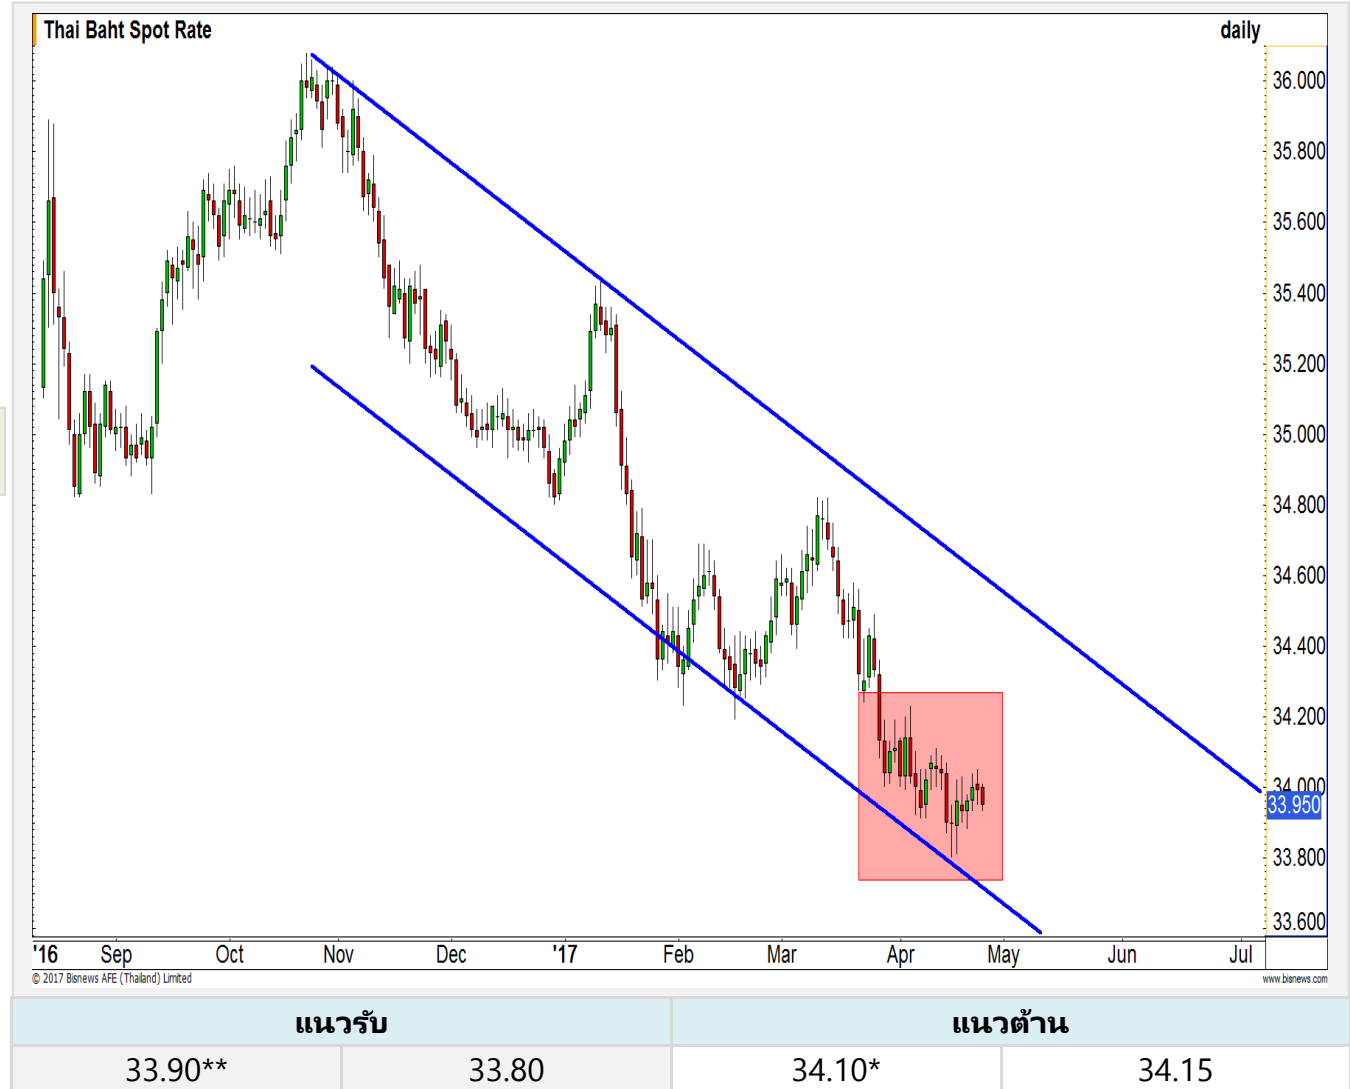 Thai Baht Spot Rate daily
36.000
35.800
35.600
35.400
35.200
35.000
34.800
34.600
34.400
34.200
34.000
33.950
33.800
33.600
'16 Sep Oct Nov Dec '17 Feb Mar Apr May Jun Jul
© 2017 Bisnews AFE (Thailand) Limited www.bisnews.com
แนวรับ แนวต้าน
33.90** 33.80 34.10* 34.15